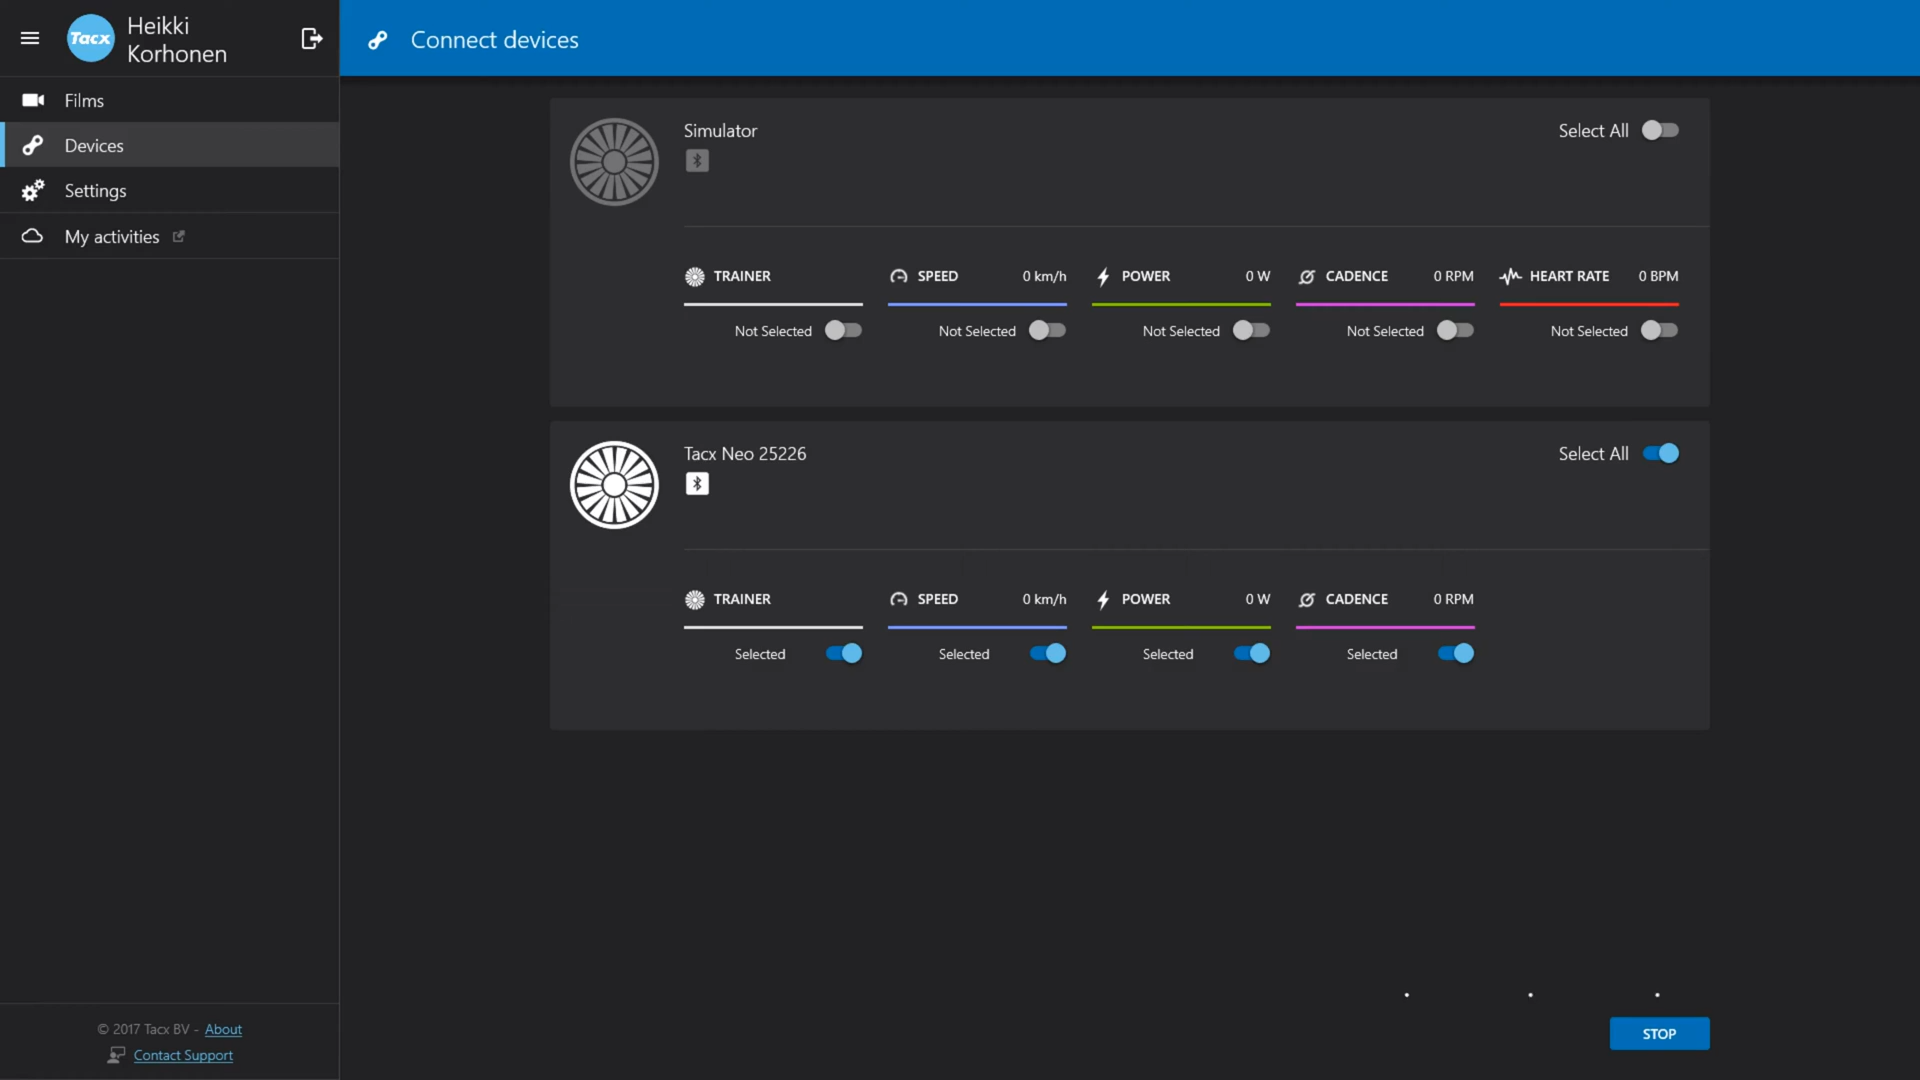 Tacx
Heikki
Korhonen
Films
Devices
Settings
My activities
© 2017 Tacx BV - About
Contact Support
Connect devices
Simulator
Select All
TRAINER
SPEED 0 km/h
POWER 0 W
CADENCE 0 RPM
HEART RATE 0 BPM
Not Selected
Not Selected
Not Selected
Not Selected
Not Selected
Tacx Neo 25226
Select All
TRAINER
SPEED 0 km/h
POWER 0 W
CADENCE 0 RPM
Selected
Selected
Selected
Selected
STOP